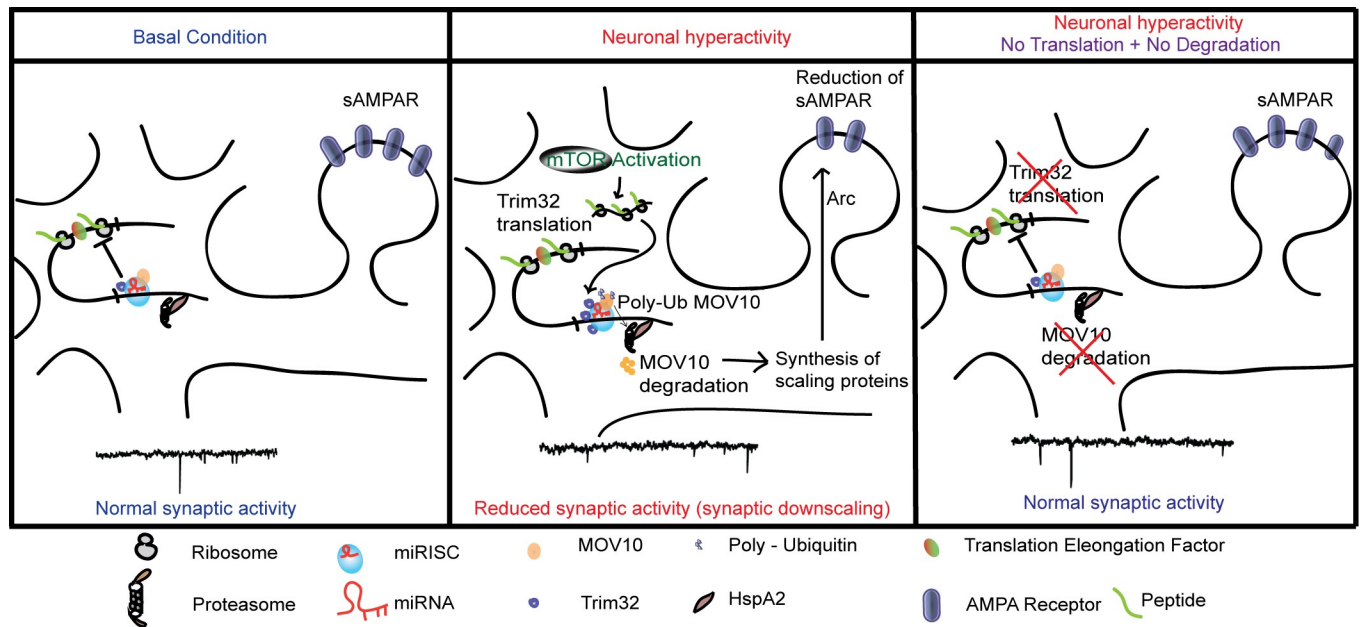 Basal Condition
sAMPAR
Normal synaptic activity
Neuronal hyperactivity
Reduction of
sAMPAR
mTOR Activation
Trim32
translation
Arc
Poly-Ub MOV10
MOV10
degradation
Synthesis of
scaling proteins
Reduced synaptic activity (synaptic downscaling)
Neuronal hyperactivity
No Translation + No Degradation
sAMPAR
Trim32
translation
MOV10
degradation
Normal synaptic activity
Ribosome
miRISC
MOV10
Poly - Ubiquitin
Translation Eleongation Factor
Proteasome
miRNA
Trim32
HspA2
AMPA Receptor
Peptide